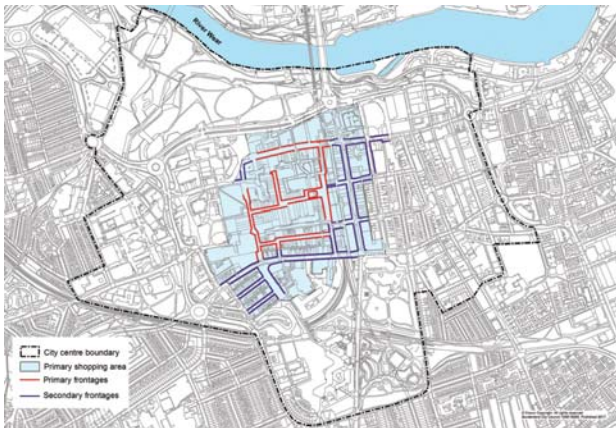 River Wear
City centre boundary
Primary shopping area
Primary frontages
Secondary frontages